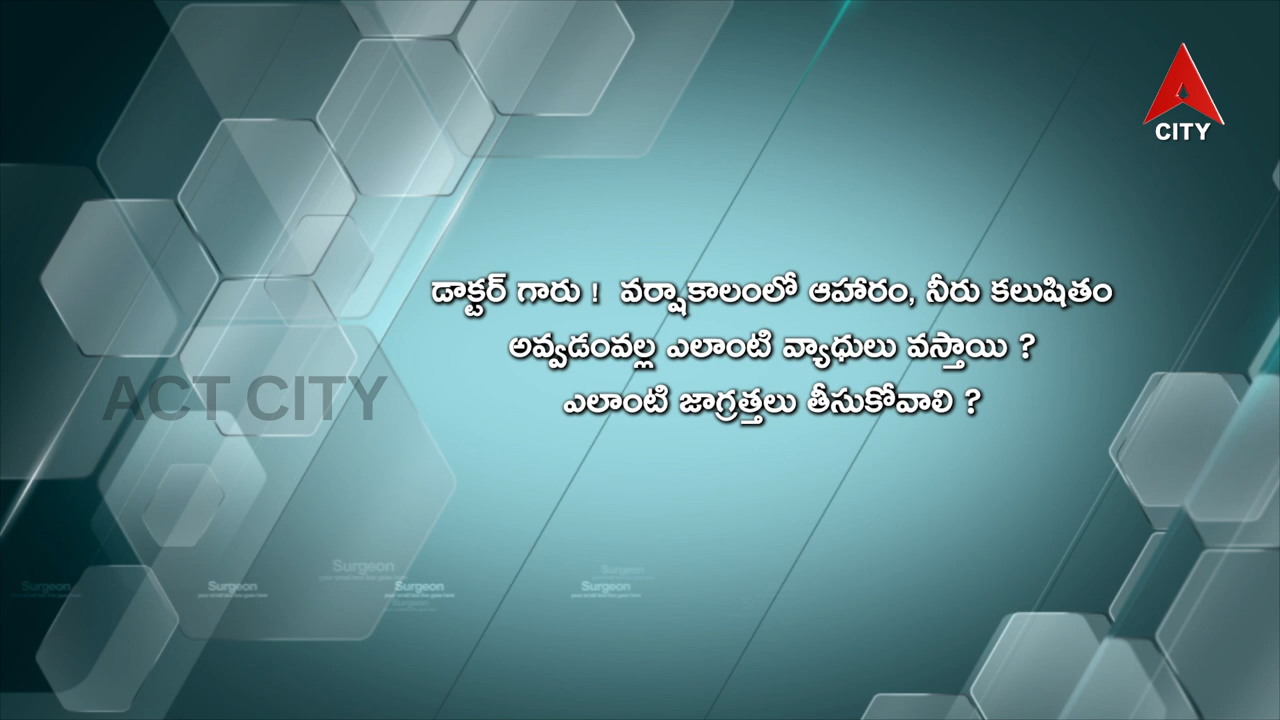 CITY
డాక్టర్ గారు !  వర్షాకాలంలో ఆహారం, నీరు కలుషితం
అవ్వడంవల్ల ఎలాంటి వ్యాధులు వస్తాయి ?
ఎలాంటి జాగ్రత్తలు తీసుకోవాలి ?
ACT CITY
Surgeon
Surgeon
Surgeon
Surgeon
Surgeon
Surgeon